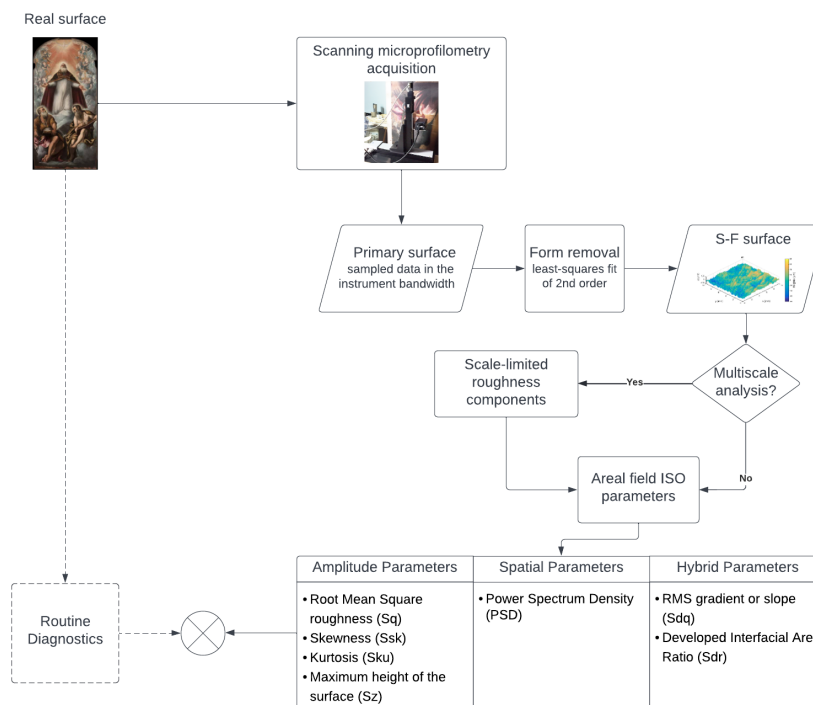 Real surface
Scanning microprofilometry
acquisition
Primary surface
sampled data in the
instrument bandwidth
Form removal
least-squares fit
of 2nd order
S-F surface
Multiscale
analysis?
Yes
Scale-limited
roughness
components
No
Areal field ISO
parameters
Amplitude Parameters
Spatial Parameters
Hybrid Parameters
• Root Mean Square
roughness (Sq)
• Skewness (Ssk)
• Kurtosis (Sku)
• Maximum height of the
surface (Sz)
• Power Spectrum Density
(PSD)
• RMS gradient or slope
(Sdq)
• Developed Interfacial Are
Ratio (Sdr)
Routine
Diagnostics